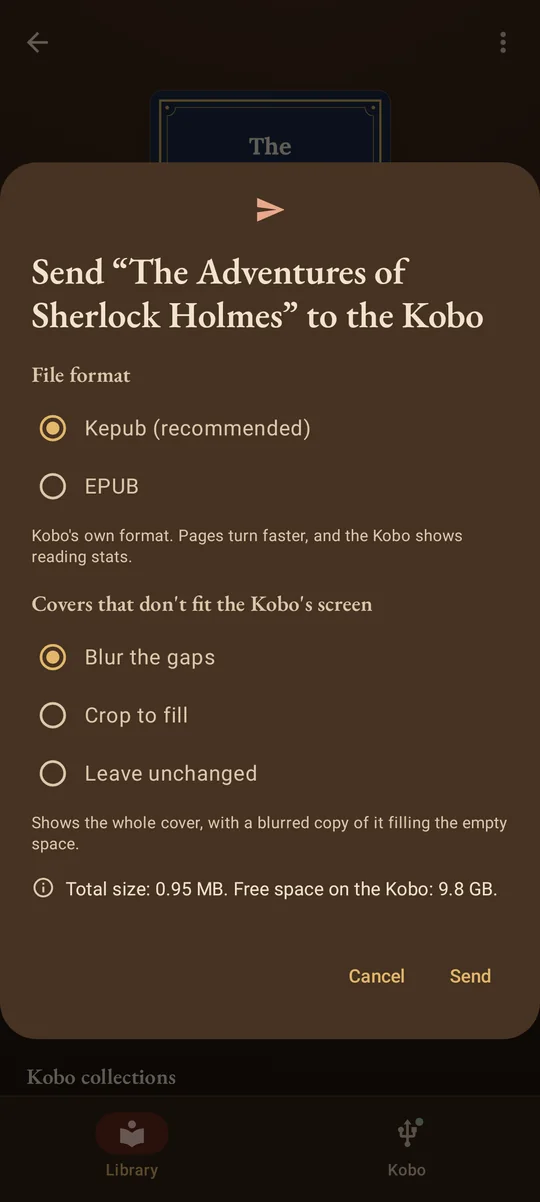 The
Send “The Adventures of
Sherlock Holmes” to the Kobo
File format
Kepub (recommended)
EPUB
Kobo's own format. Pages turn faster, and the Kobo shows
reading stats.
Covers that don't fit the Kobo's screen
Blur the gaps
Crop to fill
Leave unchanged
Shows the whole cover, with a blurred copy of it filling the empty
space.
Total size: 0.95 MB. Free space on the Kobo: 9.8 GB.
Cancel Send
Kobo collections
Library Kobo